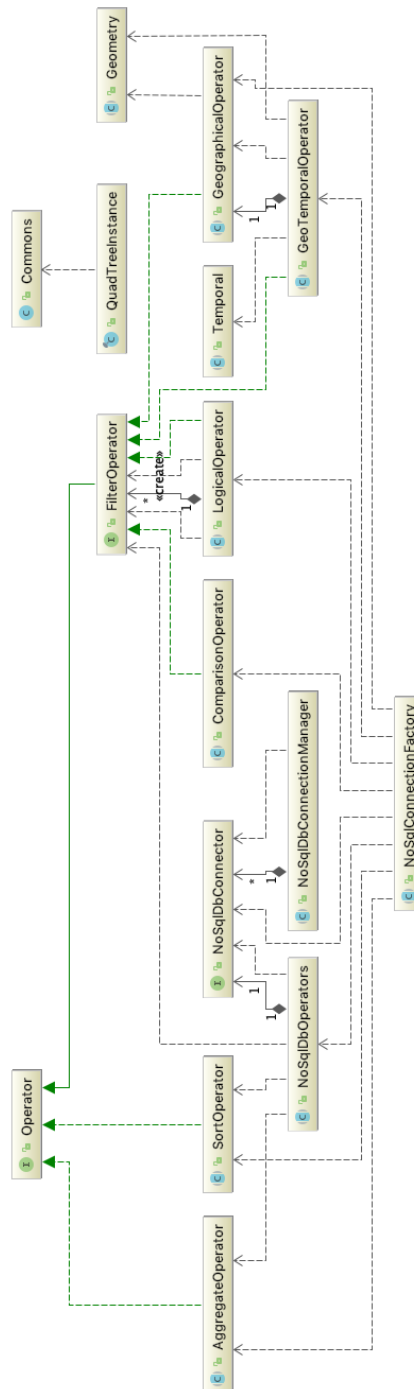 Operator
Commons
FilterOperator
QuadTreeInstance
Geometry
«create»
*
1
AggregateOperator
SortOperator
NoSqlDbConnector
ComparisonOperator
LogicalOperator
Temporal
GeographicalOperator
1
1
*
1
1
1
NoSqlDbOperators
NoSqlDbConnectionManager
GeoTemporalOperator
NoSqlConnectionFactory